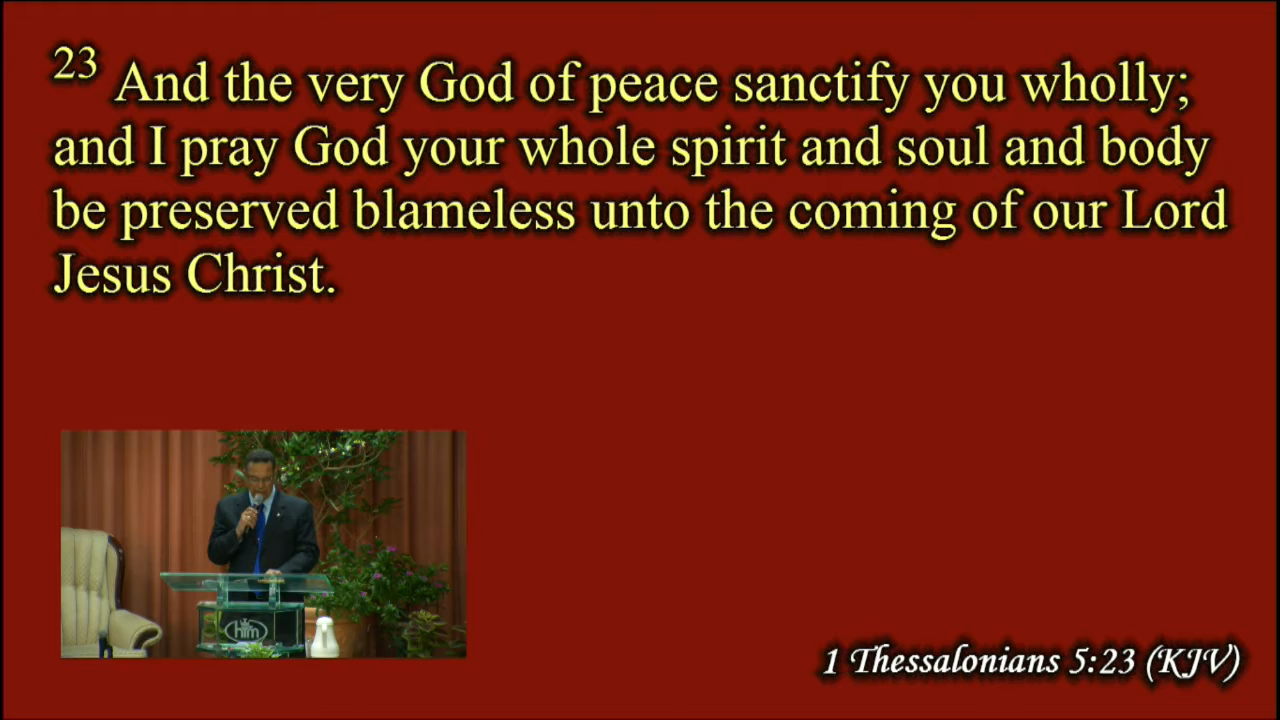 23 And the very God of peace sanctify you wholly;
and I pray God your whole spirit and soul and body
be preserved blameless unto the coming of our Lord
Jesus Christ.
him
1 Thessalonians 5:23 (KJV)